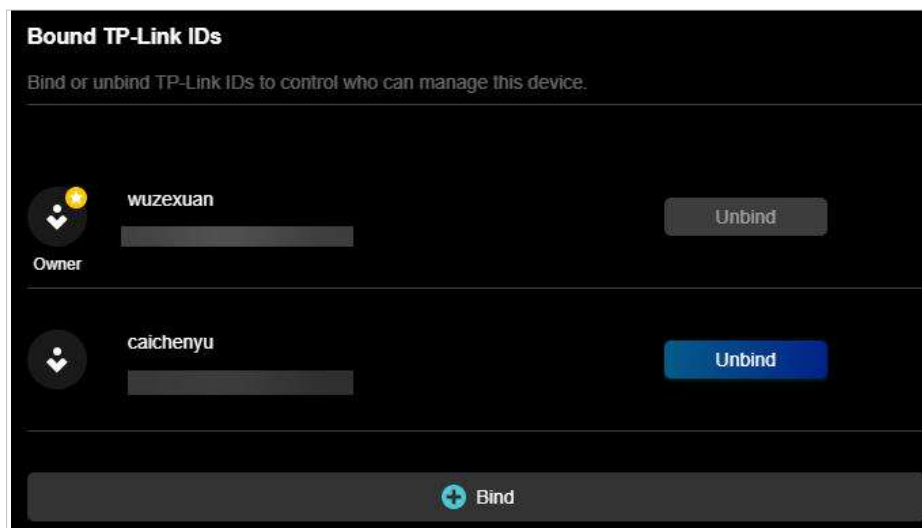 Bound TP-Link IDs
Bind or unbind TP-Link IDs to control who can manage this device.
wuzexuan
Unbind
Owner
caichenyu
Unbind
Bind